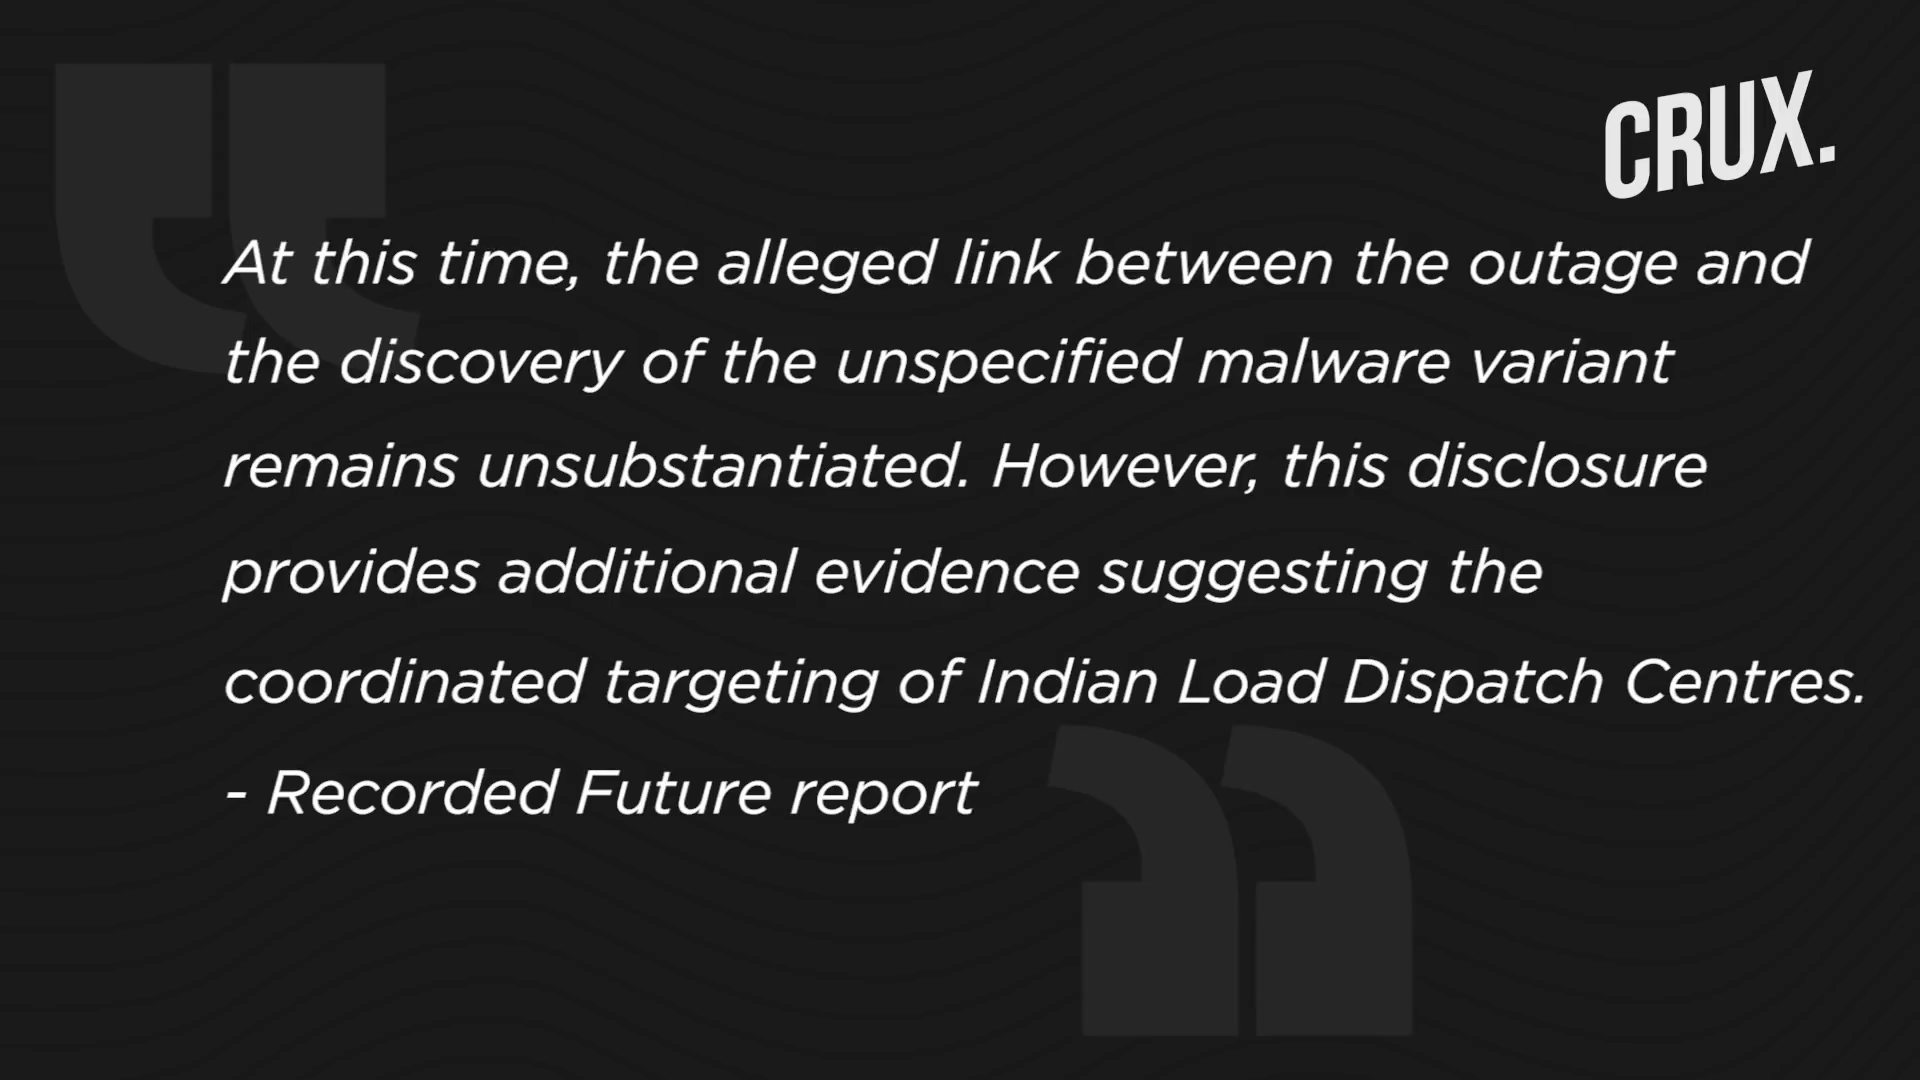 CRUX.
At this time, the alleged link between the outage and
the discovery of the unspecified malware variant
remains unsubstantiated. However, this disclosure
provides additional evidence suggesting the
coordinated targeting of Indian Load Dispatch Centres.
- Recorded Future report